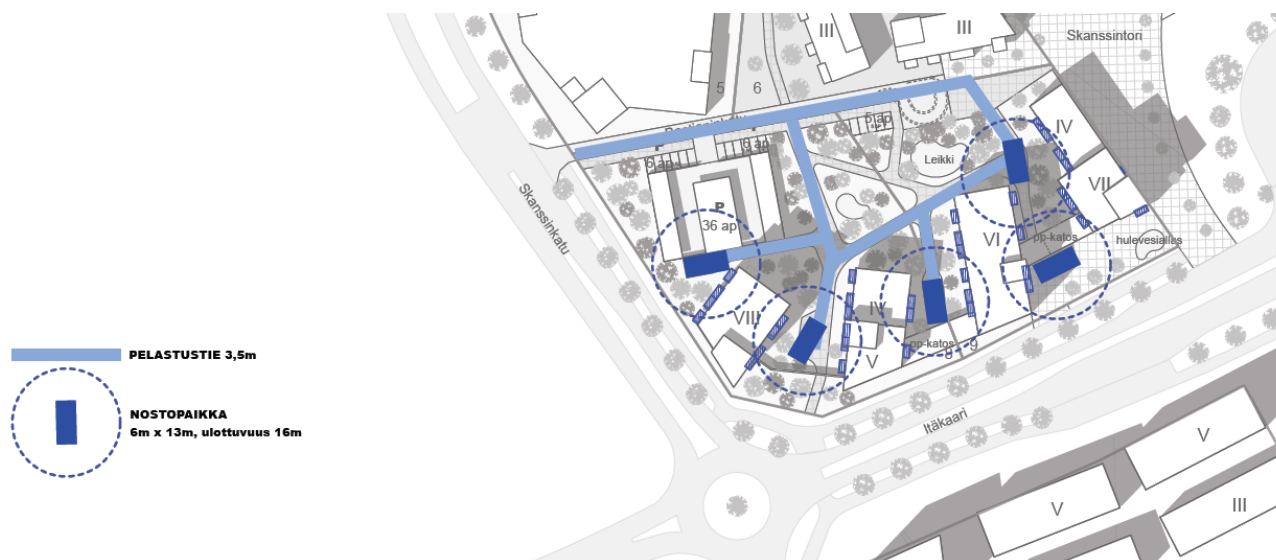 III
III
Skanssintori
5
6
5 ap
P
6 ap
6 ap
IV
Leikki
VII
P
36 ap
Skanssinkatu
VI
pp-katos
hulevesiallas
VIII
IV
V
pp-katos
8
9
PELASTUSTIE 3,5m
NOSTOPAIKKA
6m x 13m, ulottuvuus 16m
Itäkaari
V
V
III